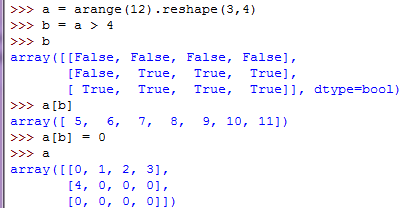 >>> a = arange(12).reshape(3,4)
>>> b = a > 4
>>> b
array([[False, False, False, False],
       [False,  True,  True,  True],
       [ True,  True,  True,  True]], dtype=bool)
>>> a[b]
array([ 5,  6,  7,  8,  9, 10, 11])
>>> a[b] = 0
>>> a
array([[0, 1, 2, 3],
       [4, 0, 0, 0],
       [0, 0, 0, 0]])